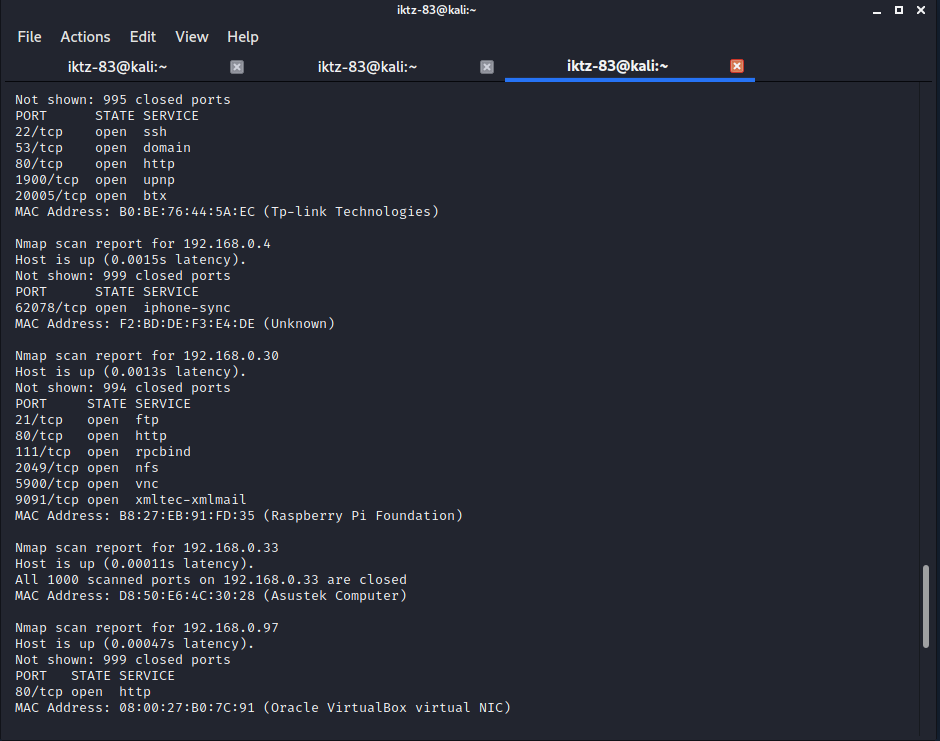 iktz-83@kali:~
File Actions Edit View Help
iktz-83@kali:~ iktz-83@kali:~ iktz-83@kali:~
Not shown: 995 closed ports
PORT      STATE SERVICE
22/tcp    open  ssh
53/tcp    open  domain
80/tcp    open  http
1900/tcp  open  upnp
20005/tcp open  btx
MAC Address: B0:BE:76:44:5A:EC (Tp-link Technologies)

Nmap scan report for 192.168.0.4
Host is up (0.0015s latency).
Not shown: 999 closed ports
PORT      STATE SERVICE
62078/tcp open  iphone-sync
MAC Address: F2:BD:DE:F3:E4:DE (Unknown)

Nmap scan report for 192.168.0.30
Host is up (0.0013s latency).
Not shown: 994 closed ports
PORT     STATE SERVICE
21/tcp   open  ftp
80/tcp   open  http
111/tcp  open  rpcbind
2049/tcp open  nfs
5900/tcp open  vnc
9091/tcp open  xmltec-xmlmail
MAC Address: B8:27:EB:91:FD:35 (Raspberry Pi Foundation)

Nmap scan report for 192.168.0.33
Host is up (0.00011s latency).
All 1000 scanned ports on 192.168.0.33 are closed
MAC Address: D8:50:E6:4C:30:28 (Asustek Computer)

Nmap scan report for 192.168.0.97
Host is up (0.00047s latency).
Not shown: 999 closed ports
PORT   STATE SERVICE
80/tcp open  http
MAC Address: 08:00:27:B0:7C:91 (Oracle VirtualBox virtual NIC)